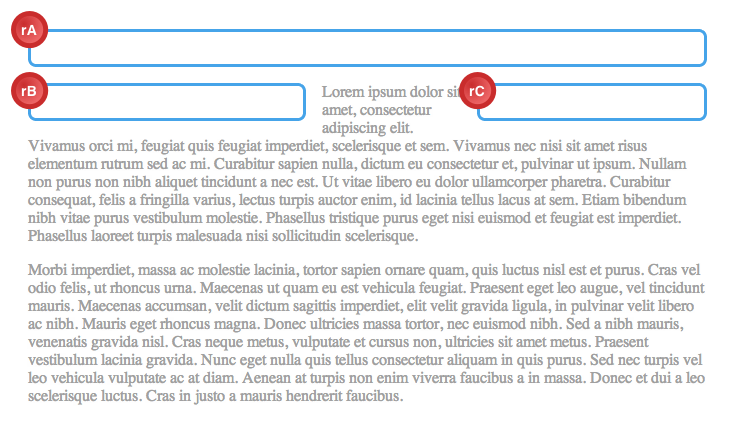 rA
rB
Lorem ipsum dolor sit
rC
amet, consectetur
adipiscing elit.
Vivamus orci mi, feugiat quis feugiat imperdiet, scelerisque et sem. Vivamus nec nisi sit amet risus
elementum rutrum sed ac mi. Curabitur sapien nulla, dictum eu consectetur et, pulvinar ut ipsum. Nullam
non purus non nibh aliquet tincidunt a nec est. Ut vitae libero eu dolor ullamcorper pharetra. Curabitur
consequat, felis a fringilla varius, lectus turpis auctor enim, id lacinia tellus lacus at sem. Etiam bibendum
nibh vitae purus vestibulum molestie. Phasellus tristique purus eget nisi euismod et feugiat est imperdiet.
Phasellus laoreet turpis malesuada nisi sollicitudin scelerisque.
Morbi imperdiet, massa ac molestie lacinia, tortor sapien ornare quam, quis luctus nisl est et purus. Cras vel
odio felis, ut rhoncus urna. Maecenas ut quam eu est vehicula feugiat. Praesent eget leo augue, vel tincidunt
mauris. Maecenas accumsan, velit dictum sagittis imperdiet, elit velit gravida ligula, in pulvinar velit libero
ac nibh. Mauris eget rhoncus magna. Donec ultricies massa tortor, nec euismod nibh. Sed a nibh mauris,
venenatis gravida nisl. Cras neque metus, vulputate et cursus non, ultricies sit amet metus. Praesent
vestibulum lacinia gravida. Nunc eget nulla quis tellus consectetur aliquam in quis purus. Sed nec turpis vel
leo vehicula vulputate ac at diam. Aenean at turpis non enim viverra faucibus a in massa. Donec et dui a leo
scelerisque luctus. Cras in justo a mauris hendrerit faucibus.